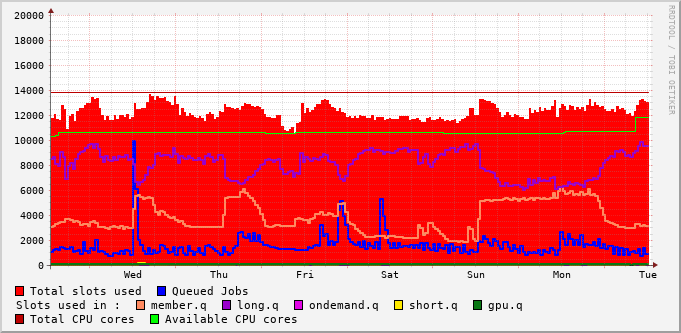 20000
18000
16000
14000
12000
10000
8000
6000
4000
2000
0
Wed Thu Fri Sat Sun Mon Tue
RRDTOOL / TOBI OETIKER
Total slots used Queued Jobs
Slots used in : member.q long.q ondemand.q short.q gpu.q
Total CPU cores Available CPU cores